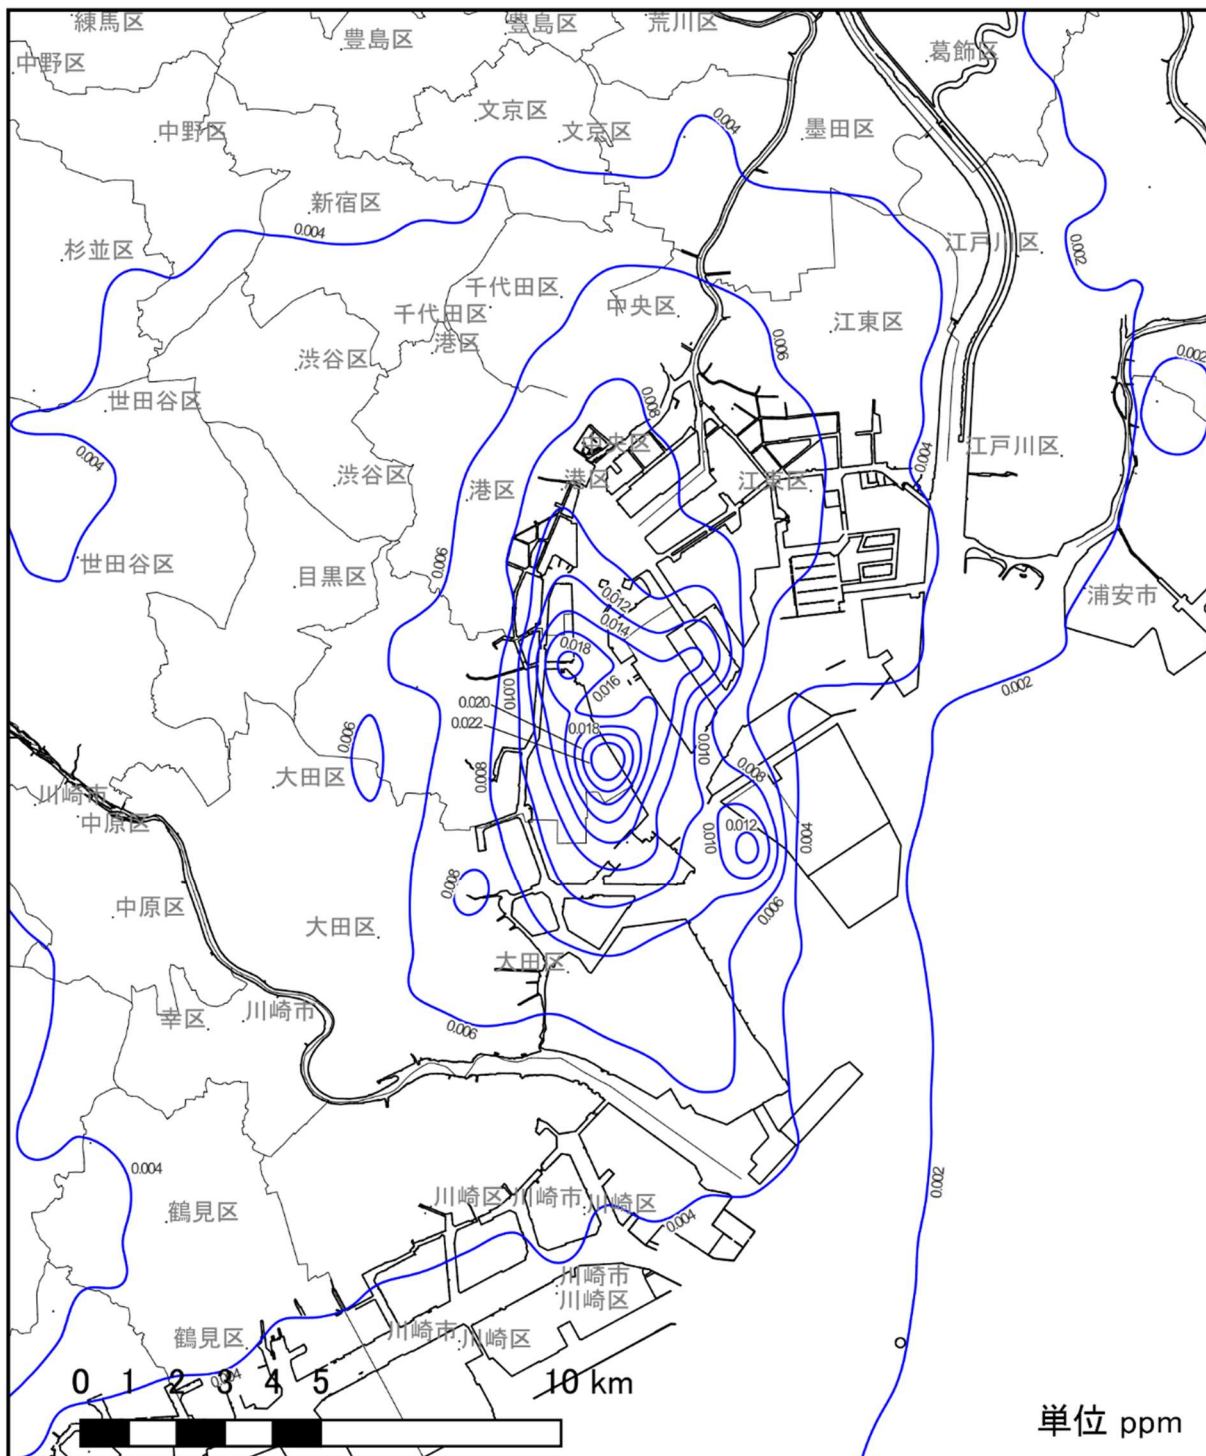 練馬区
豊島区
豊島区
荒川区
中野区
葛飾区
文京区
中野区
文京区
0.004
墨田区
新宿区
0.004
杉並区
0.002
江戸川区
千代田区
中央区
千代田区
江東区
港区
0.006
渋谷区
0.002
世田谷区
0.008
中央区
江戸川区
0.004
0.004
渋谷区
港区
港区
江東区
0.006
世田谷区
目黒区
浦安市
0.012
0.014
0.018
0.010
0.016
0.002
0.020
0.022
0.018
0.006
0.010
大田区
0.008
0.008
川崎市
中原区
0.010
0.012
0.004
0.008
中原区
大田区
0.006
大田区
幸区
川崎市
0.006
0.004
0.002
鶴見区
川崎区
川崎市
川崎区
0.004
川崎市
川崎区
鶴見区
川崎市
川崎区
0.004
0 1 2 3 4 5 10 km
単位 ppm